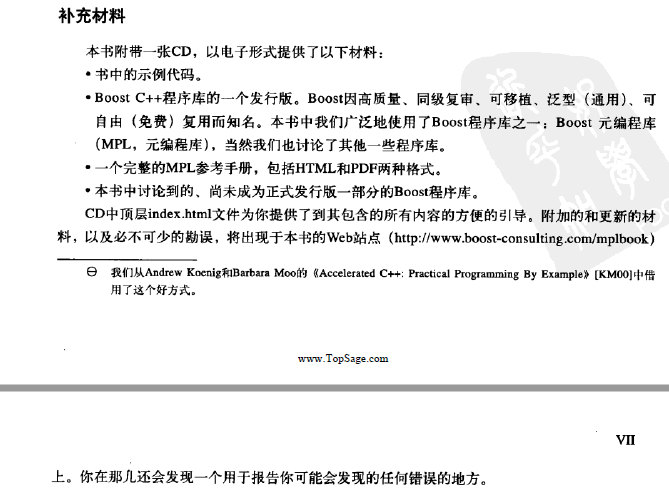 补充材料
本书附带一张CD，以电子形式提供了以下材料：
• 书中的示例代码。
• Boost C++程序库的一个发行版。Boost因高质量、同级复审、可移植、泛型（通用）、可
自由（免费）复用而知名。本书中我们广泛地使用了Boost程序库之一：Boost 元编程库
（MPL，元编程库），当然我们也讨论了其他一些程序库。
• 一个完整的MPL参考手册，包括HTML和PDF两种格式。
• 本书中讨论到的、尚未成为正式发行版一部分的Boost程序库。
CD中顶层index.html文件为你提供了到其包含的所有内容的方便的引导。附加的和更新的材
料，以及必不可少的勘误，将出现于本书的Web站点（http://www.boost-consulting.com/mplbook）
㊀ 我们从Andrew Koenig和Barbara Moo的《Accelerated C++: Practical Programming By Example》[KM00]中借
用了这个好方式。
www.TopSage.com
VII
上。你在那儿还会发现一个用于报告你可能会发现的任何错误的地方。